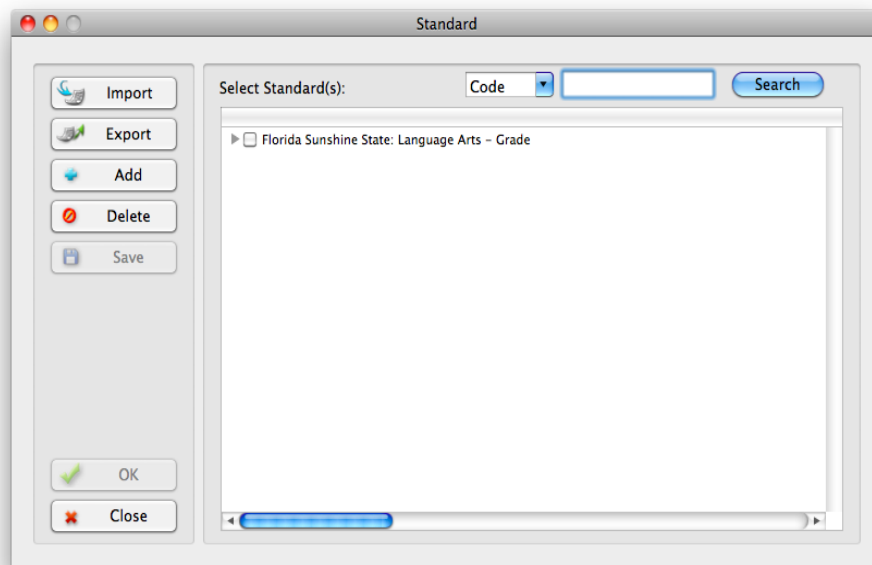 Standard
Import
Export
Add
Delete
Save
OK
Close
Select Standard(s):
Code
Search
Florida Sunshine State: Language Arts – Grade